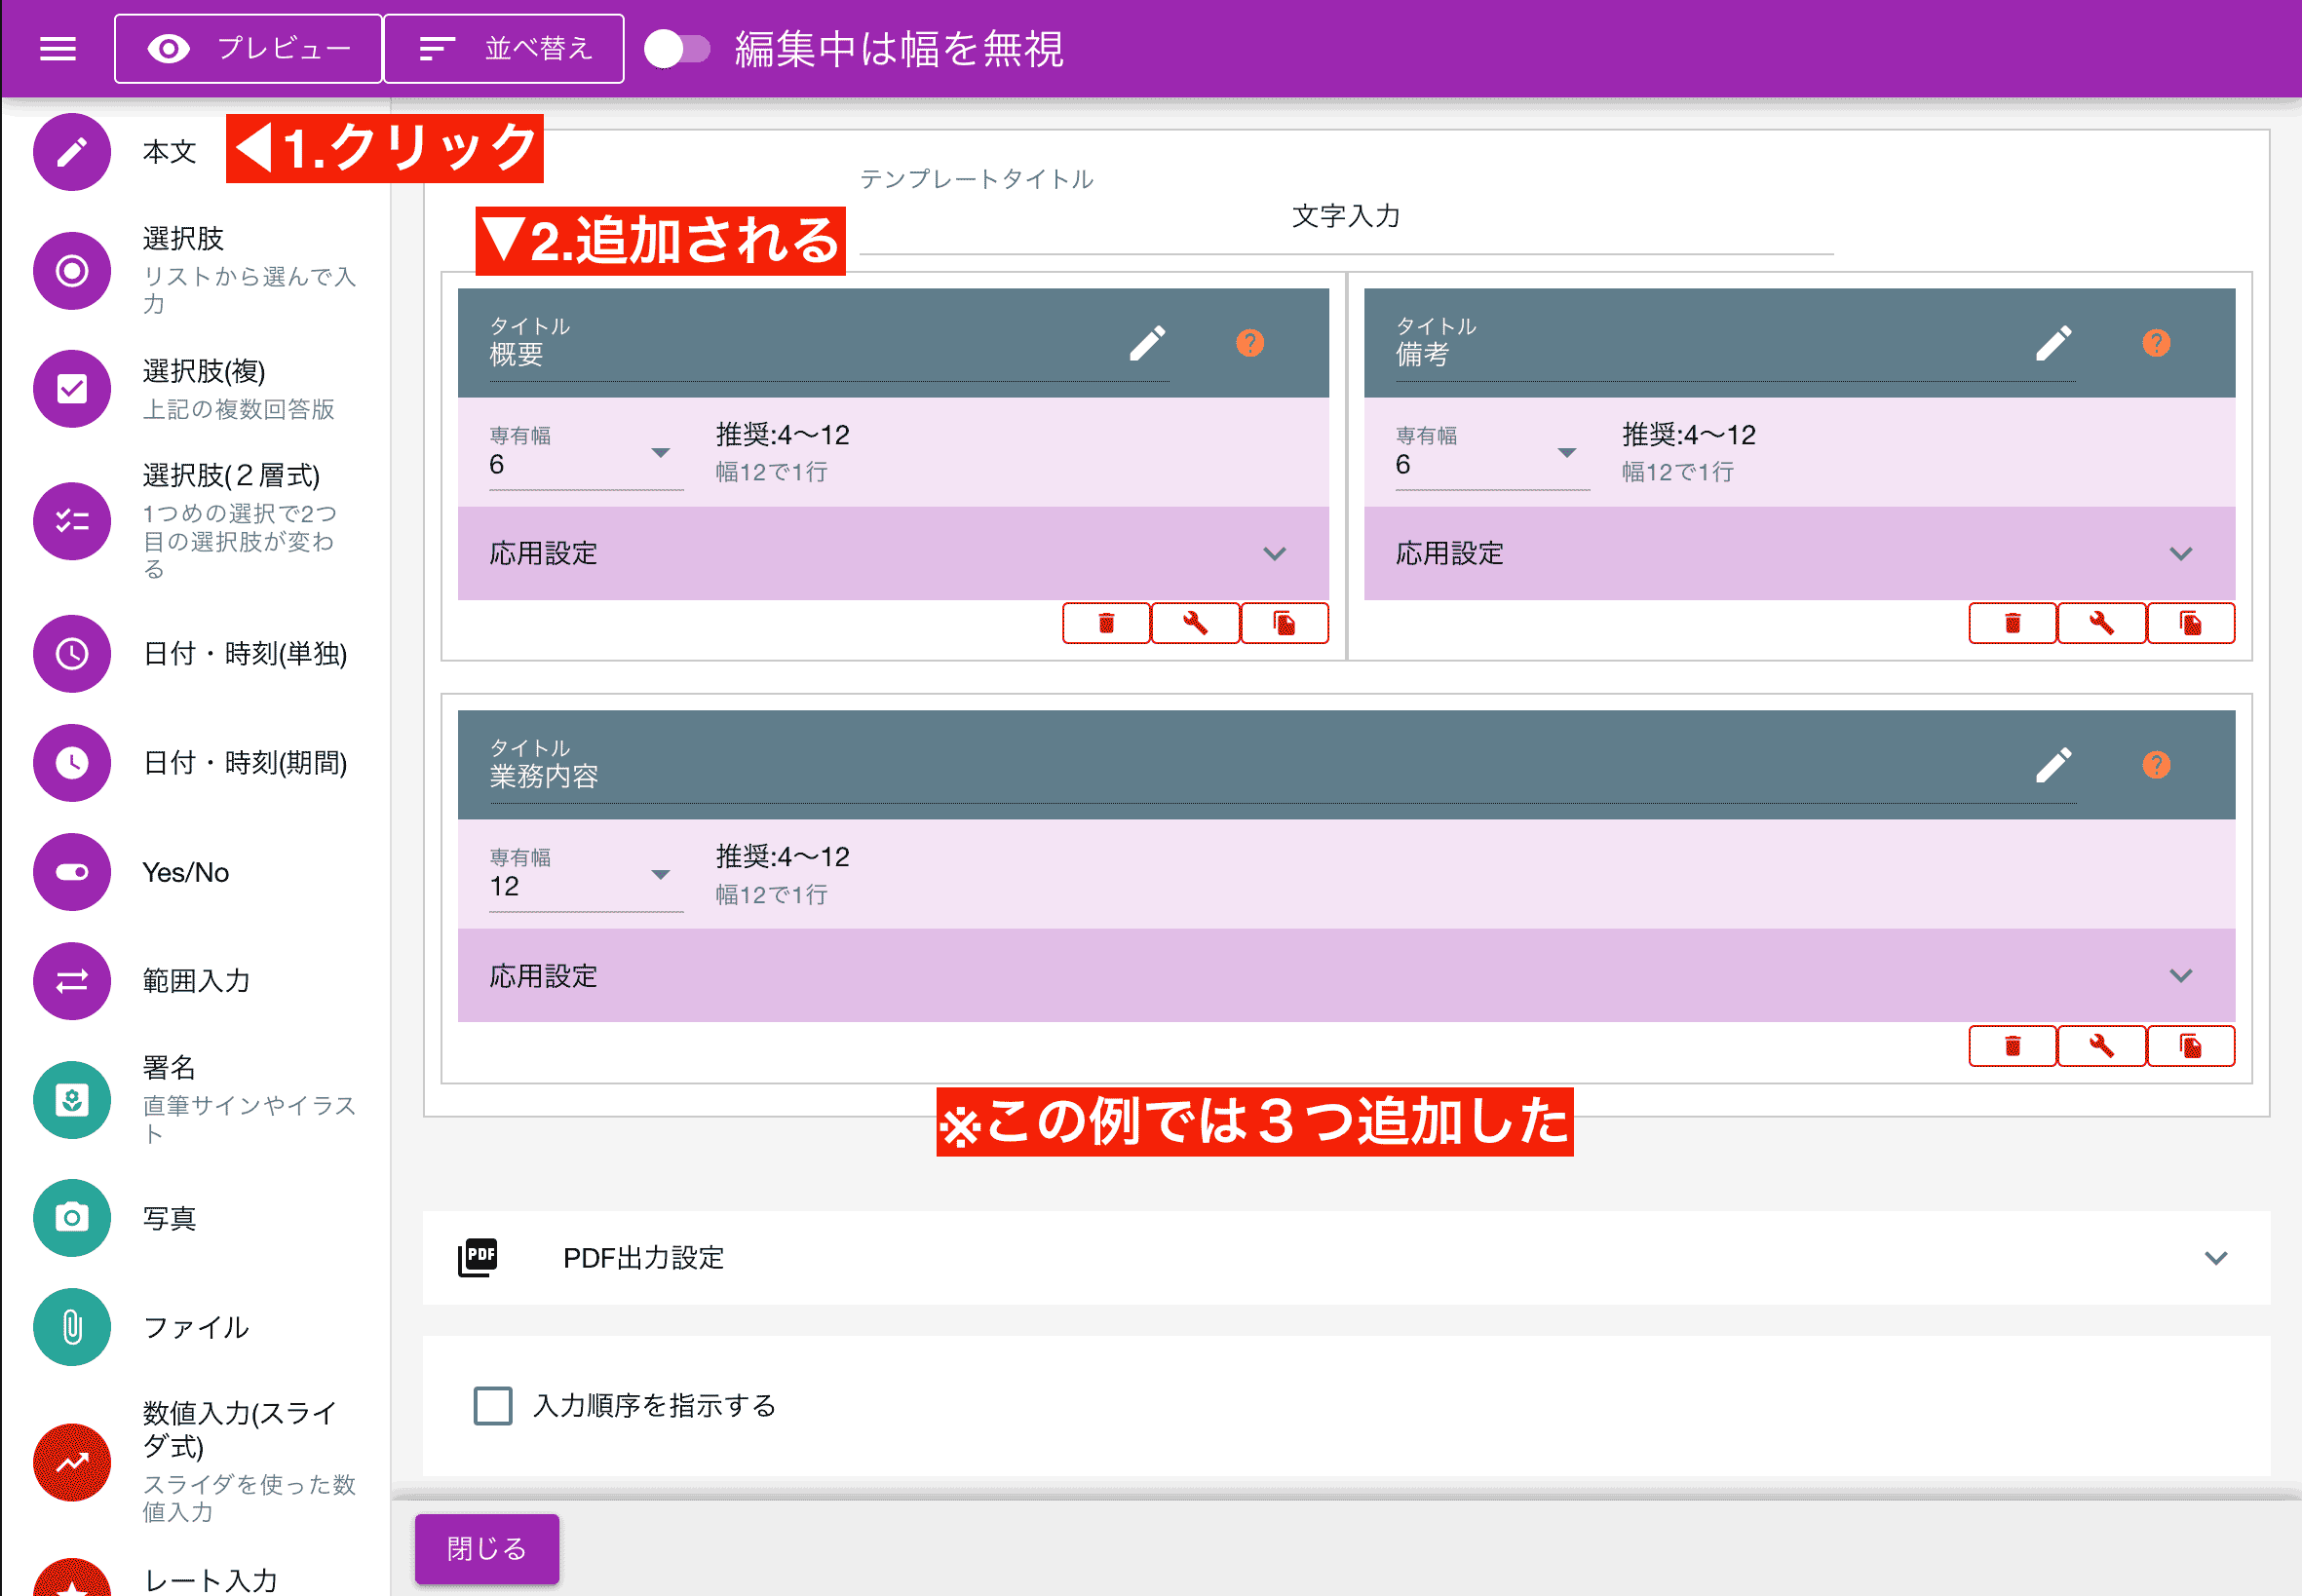 プレビュー
並べ替え
編集中は幅を無視
本文
◀1.クリック
選択肢
リストから選んで入
力
選択肢(複)
上記の複数回答版
選択肢(２層式)
1つめの選択で2つ
目の選択肢が変わ
る
日付・時刻(単独)
日付・時刻(期間)
Yes/No
範囲入力
署名
直筆サインやイラス
ト
写真
ファイル
数値入力(スライ
ダ式)
スライダを使った数
値入力
レート入力
テンプレートタイトル
文字入力
▼2.追加される
タイトル
概要
専有幅
6
推奨:4〜12
幅12で1行
応用設定
タイトル
備考
専有幅
6
推奨:4〜12
幅12で1行
応用設定
タイトル
業務内容
専有幅
12
推奨:4〜12
幅12で1行
応用設定
※この例では３つ追加した
PDF
PDF出力設定
入力順序を指示する
閉じる